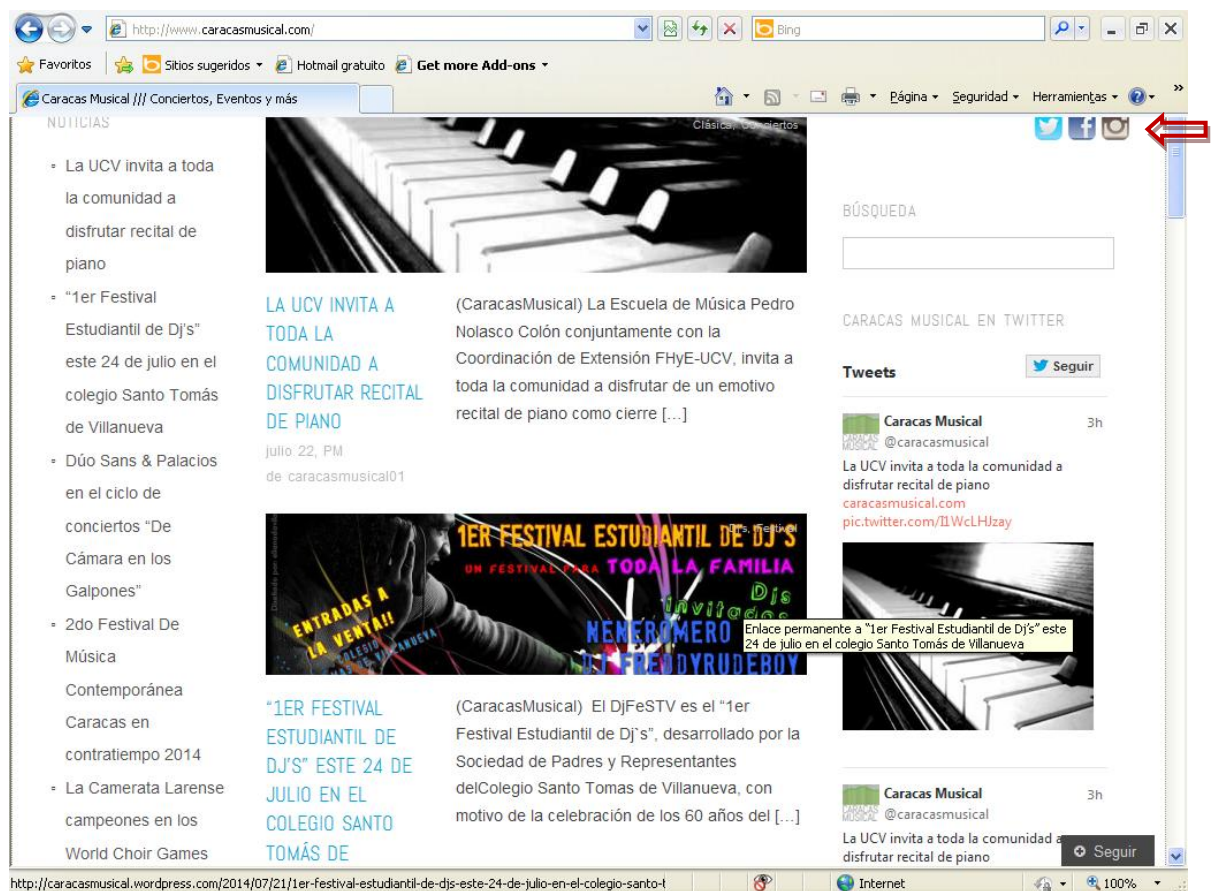 http://www.caracasmusical.com/
Bing
Favoritos
Sitios sugeridos
Hotmail gratuito
Get more Add-ons
Caracas Musical /// Conciertos, Eventos y más
Página
Seguridad
Herramientas
»
NOTICIAS
La UCV invita a toda
la comunidad a
disfrutar recital de
piano
“1er Festival
Estudiantil de Dj’s”
este 24 de julio en el
colegio Santo Tomás
de Villanueva
Dúo Sans & Palacios
en el ciclo de
conciertos “De
Cámara en los
Galpones”
2do Festival De
Música
Contemporánea
Caracas en
contratiempo 2014
La Camerata Larense
campeones en los
World Choir Games
Clásica, Conciertos
LA UCV INVITA A
TODA LA
COMUNIDAD A
DISFRUTAR RECITAL
DE PIANO
julio 22, PM
de caracasmusical01
(CaracasMusical) La Escuela de Música Pedro
Nolasco Colón conjuntamente con la
Coordinación de Extensión FHyE-UCV, invita a
toda la comunidad a disfrutar de un emotivo
recital de piano como cierre […]
Dj's, Festival
1ER FESTIVAL ESTUDIANTIL DE DJ'S
UN FESTIVAL PARA TODA LA FAMILIA
Djs
invitados
NENEROMERO
DJ FREDDYRUDEBOY
ENTRADAS A
LA VENTA!!
Enlace permanente a “1er Festival Estudiantil de Dj’s” este
24 de julio en el colegio Santo Tomás de Villanueva
“1ER FESTIVAL
ESTUDIANTIL DE
DJ’S” ESTE 24 DE
JULIO EN EL
COLEGIO SANTO
TOMÁS DE
(CaracasMusical) El DjFeSTV es el “1er
Festival Estudiantil de Dj`s”, desarrollado por la
Sociedad de Padres y Representantes
delColegio Santo Tomas de Villanueva, con
motivo de la celebración de los 60 años del […]
BÚSQUEDA
CARACAS MUSICAL EN TWITTER
Tweets
Seguir
Caracas Musical
3h
@caracasmusical
La UCV invita a toda la comunidad a
disfrutar recital de piano
caracasmusical.com
pic.twitter.com/I1WcLHJzay
Caracas Musical
3h
@caracasmusical
La UCV invita a toda la comunidad a
disfrutar recital de piano
Seguir
http://caracasmusical.wordpress.com/2014/07/21/1er-festival-estudiantil-de-djs-este-24-de-julio-en-el-colegio-santo-t
Internet
100%